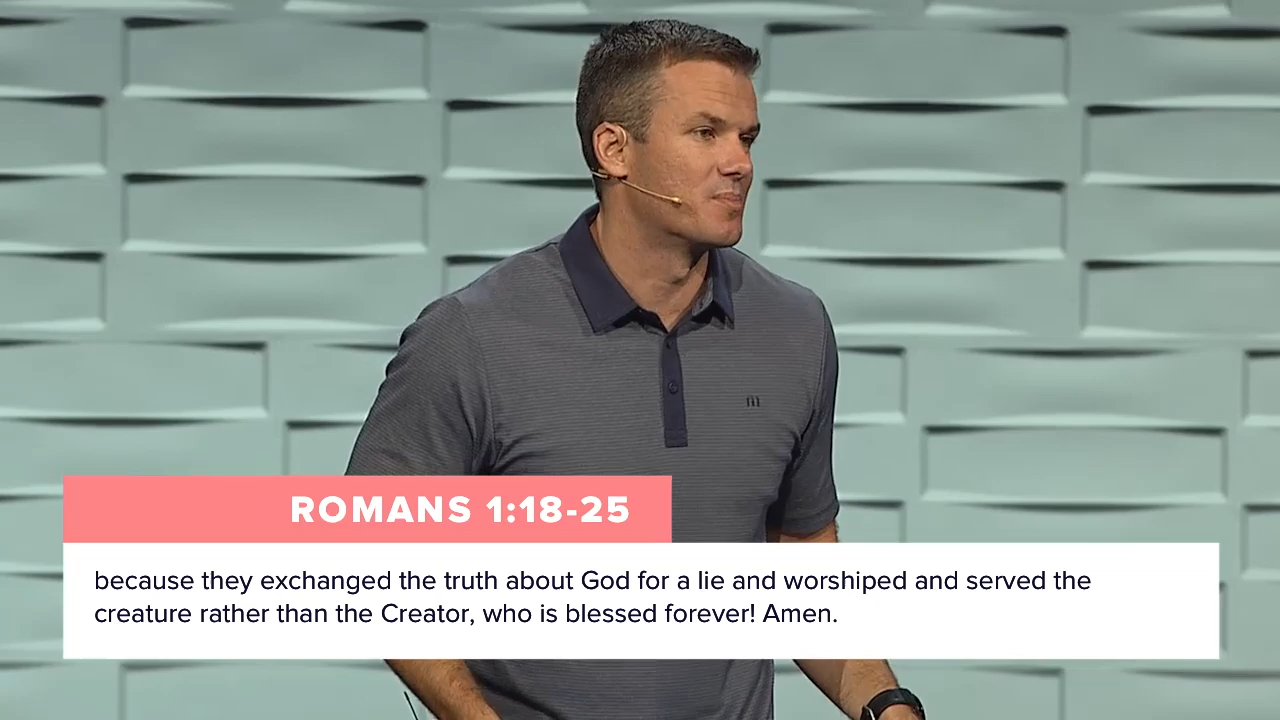 ROMANS 1:18-25
because they exchanged the truth about God for a lie and worshiped and served the
creature rather than the Creator, who is blessed forever! Amen.